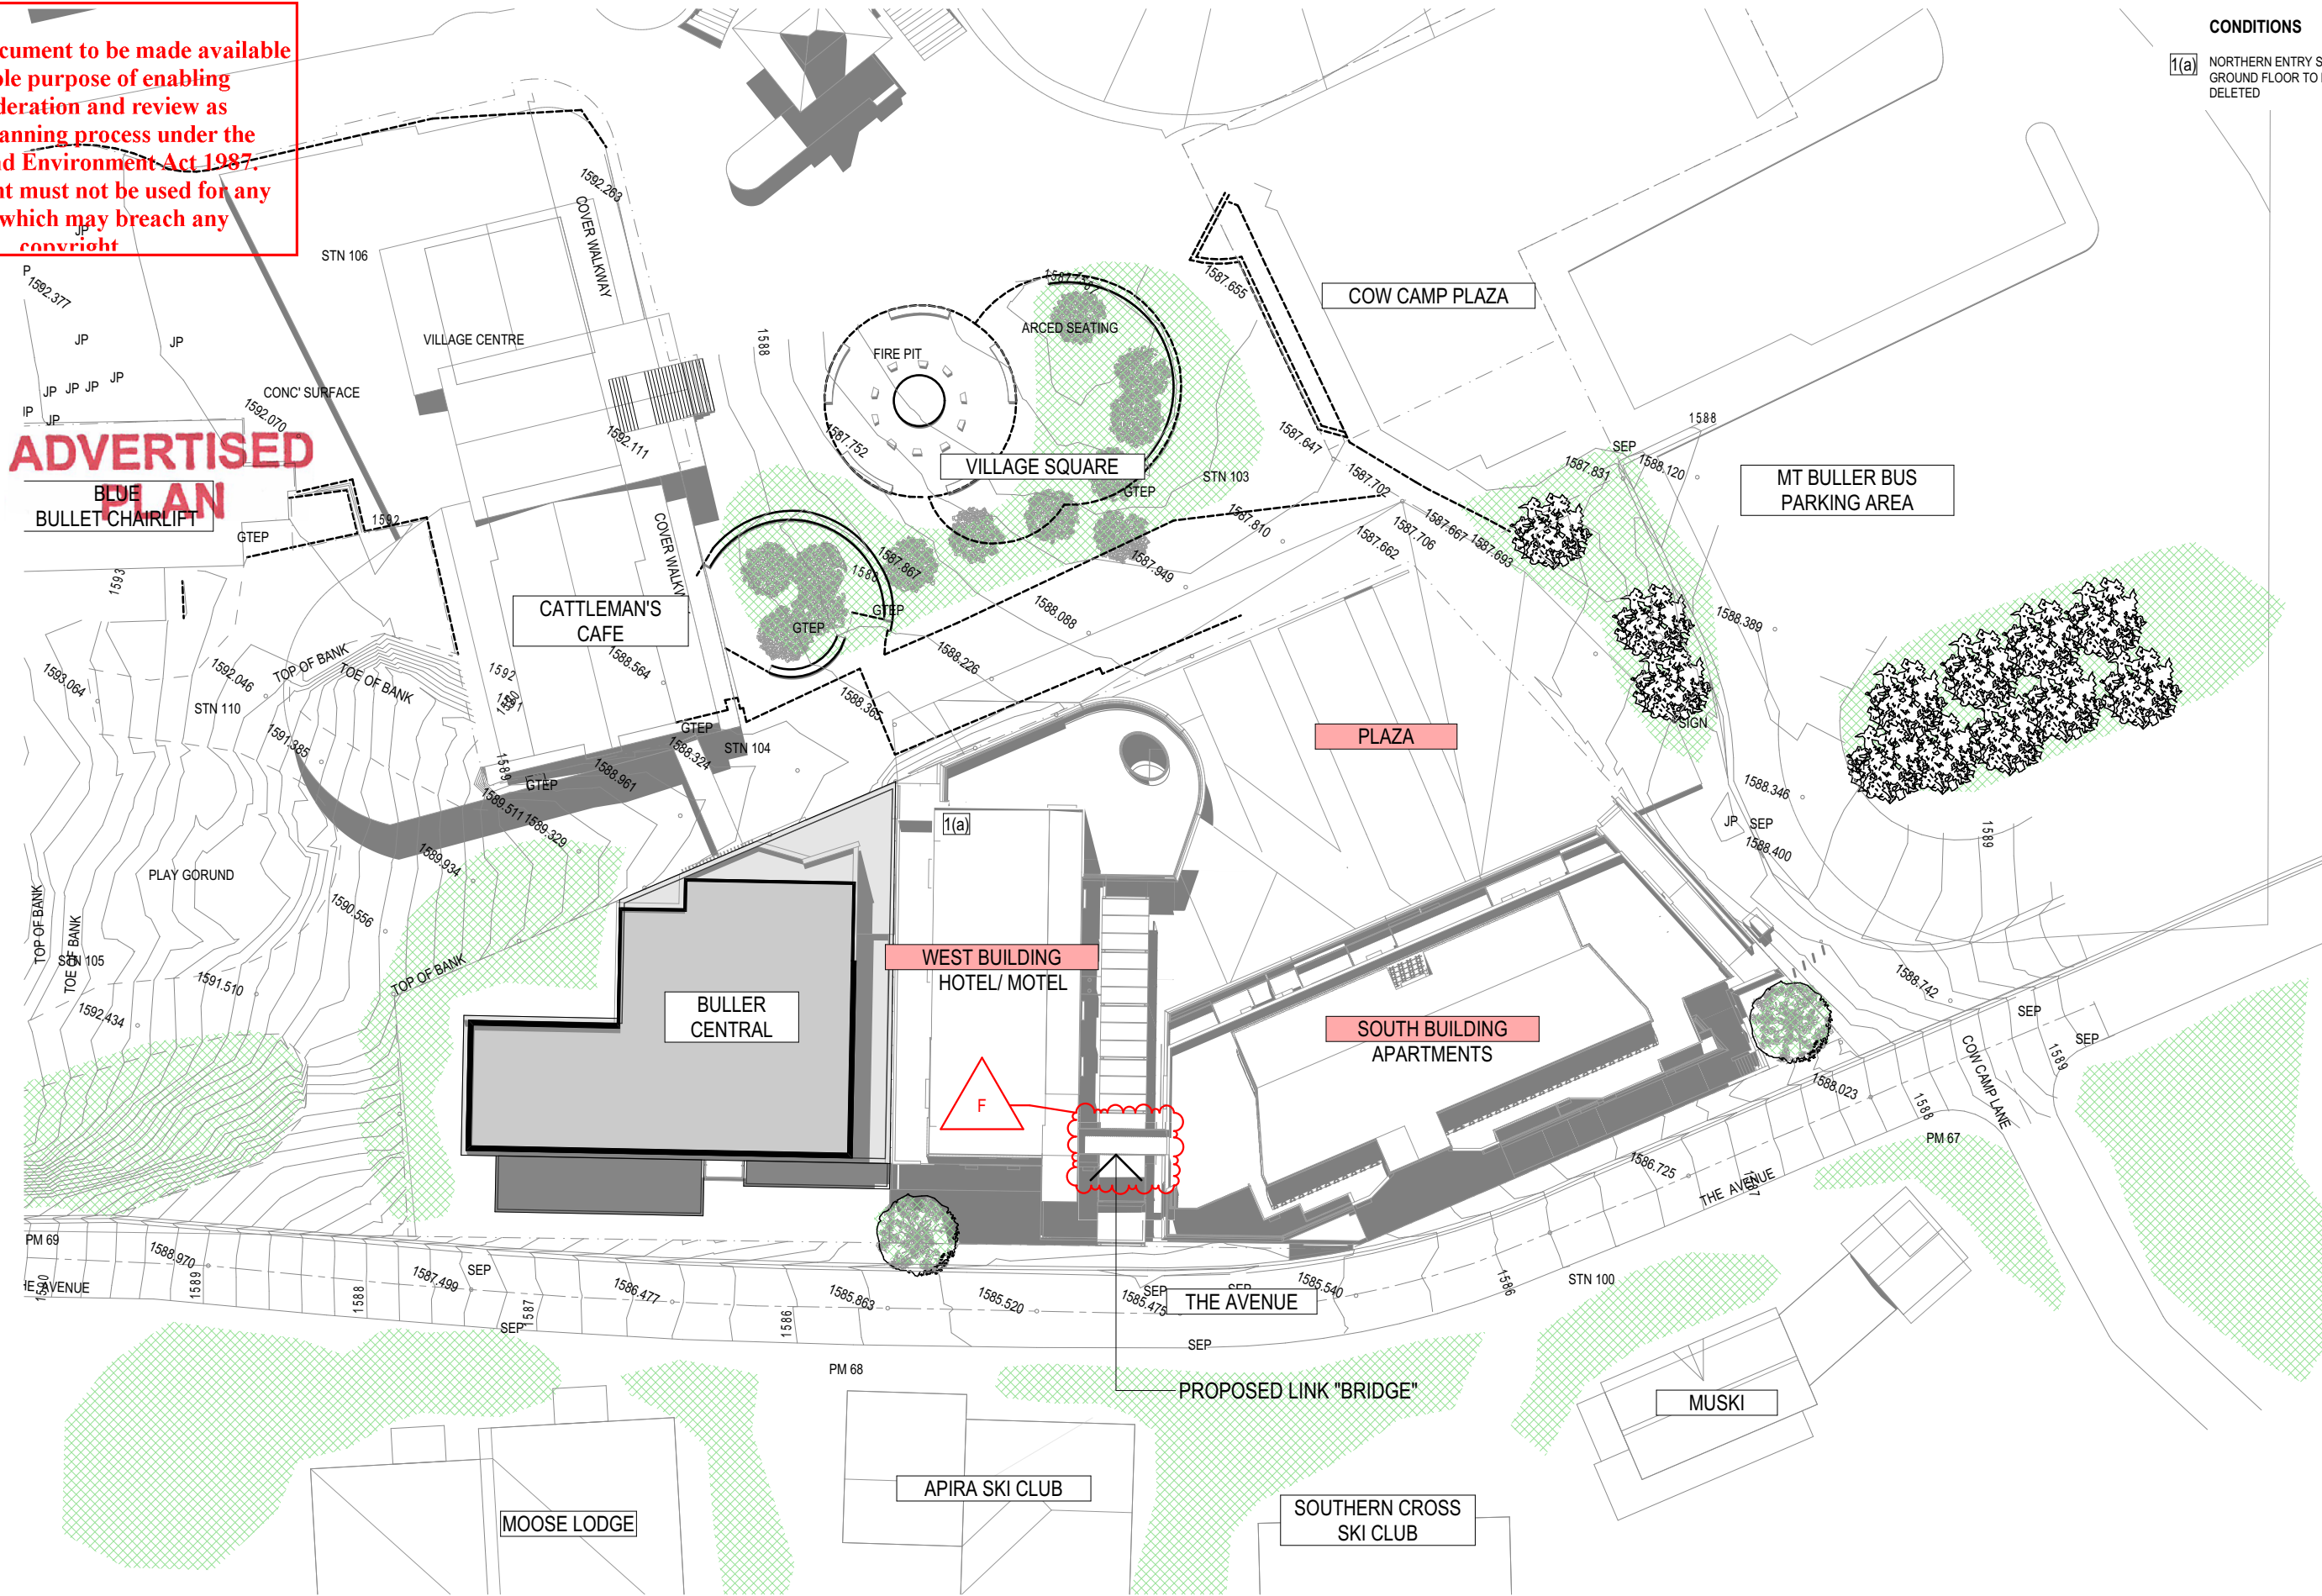 cument to be made available
le purpose of enabling
deration and review as
anning process under the
d Environment Act 1987.
nt must not be used for any
which may breach any
copyright
CONDITIONS
1(a)
NORTHERN ENTRY S
GROUND FLOOR TO
DELETED
JP
P
1592.377
STN 106
1592.263
COVER WALKWAY
VILLAGE CENTRE
JP
JP
JP JP JP JP
JP
CONC' SURFACE
1592.070
1592.111
ADVERTISED
PLAN
BLUE
BULLET CHAIRLIFT
GTEP
1592
1593
1588
FIRE PIT
ARCED SEATING
1587.752
VILLAGE SQUARE
GTEP
STN 103
1587.655
COW CAMP PLAZA
1587.647
1587.702
1587.810
1587.662
1587.706
1587.667
1587.693
1587.831
SEP
1588.120
1588
MT BULLER BUS
PARKING AREA
COVER WALKW
CATTLEMAN'S
CAFE
1588.564
1587.867
1588
GTEP
GTEP
1587.949
1588.088
1588.226
1588.365
1588.389
SIGN
1588.346
JP
SEP
1588.400
1589
1593.064
1592.046
TOP OF BANK
TOE OF BANK
STN 110
1591.385
1592
1591
1589
GTEP
STN 104
1588.324
1588.961
GTEP
1589.511
1589.329
1589.934
1590.556
PLAY GORUND
TOP OF BANK
TOE OF BANK
STN 105
1591.510
1592.434
TOP OF BANK
PLAZA
1(a)
WEST BUILDING
HOTEL/ MOTEL
BULLER
CENTRAL
SOUTH BUILDING
APARTMENTS
F
1588.742
SEP
SEP
COW CAMP LANE
1589
1588.023
1588
PM 67
1586.725
THE AVENUE
1587
PM 69
1588.970
HE AVENUE
1589
1588
1587.499
SEP
1587
SEP
1586.477
1586
1585.863
1585.520
1585.475
SEP
SEP
1585.540
THE AVENUE
SEP
1586
STN 100
PM 68
PROPOSED LINK "BRIDGE"
MUSKI
APIRA SKI CLUB
MOOSE LODGE
SOUTHERN CROSS
SKI CLUB